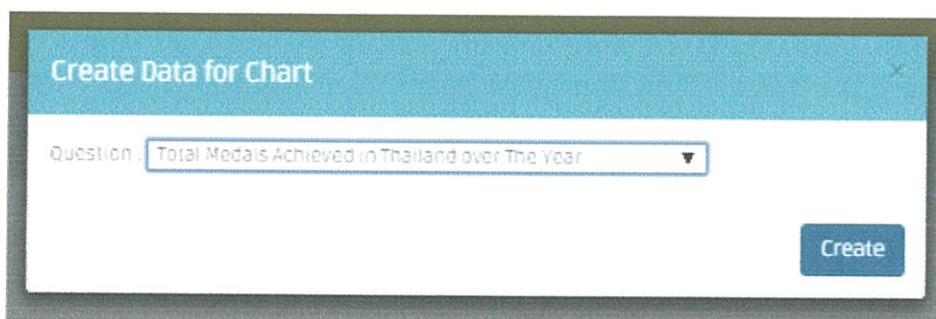 Create Data for Chart ×
Question : Total Medals Achieved in Thailand over The Year ▼
Create